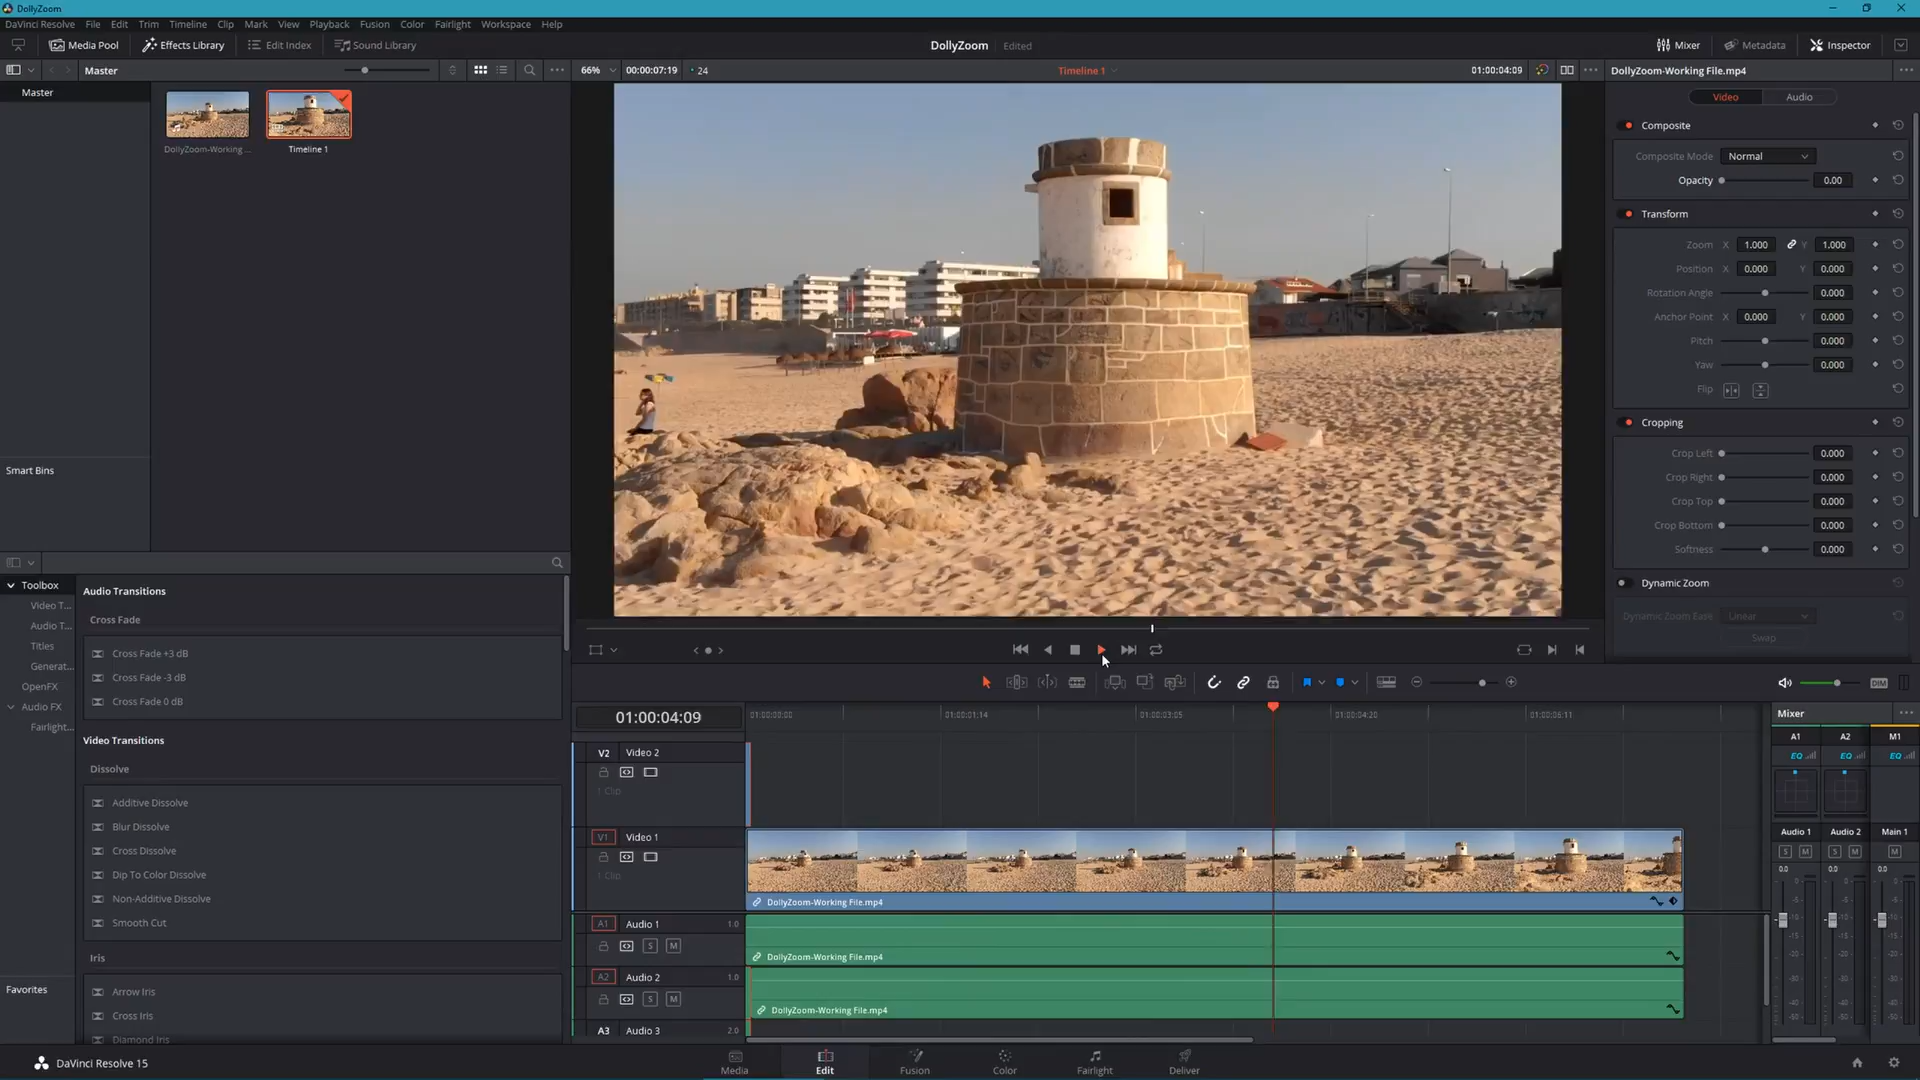 DollyZoom
DaVinci Resolve File Edit Trim Timeline Clip Mark View Playback Fusion Color Fairlight Workspace Help
Media Pool Effects Library Edit Index Sound Library DollyZoom Edited Mixer Metadata Inspector
Master 66% 00:00:07:19 24 Timeline 1 01:00:04:09 DollyZoom-Working File.mp4
Master
DollyZoom-Working ...
Timeline 1
Smart Bins
Video Audio
Composite
Composite Mode Normal
Opacity 0.00
Transform
Zoom X 1.000 Y 1.000
Position X 0.000 Y 0.000
Rotation Angle 0.000
Anchor Point X 0.000 Y 0.000
Pitch 0.000
Yaw 0.000
Flip
Cropping
Crop Left 0.000
Crop Right 0.000
Crop Top 0.000
Crop Bottom 0.000
Softness 0.000
Dynamic Zoom
Dynamic Zoom Ease Linear
Swap
Toolbox
Video T...
Audio T...
Titles
Generat...
OpenFX
Audio FX
Fairlight...
Favorites
Audio Transitions
Cross Fade
Cross Fade +3 dB
Cross Fade -3 dB
Cross Fade 0 dB
Video Transitions
Dissolve
Additive Dissolve
Blur Dissolve
Cross Dissolve
Dip To Color Dissolve
Non-Additive Dissolve
Smooth Cut
Iris
Arrow Iris
Cross Iris
Diamond Iris
DIM
01:00:04:09 01:00:00:00 01:00:01:14 01:00:03:05 01:00:04:20 01:00:06:11
V2 Video 2
1 Clip
V1 Video 1
1 Clip
DollyZoom-Working File.mp4
A1 Audio 1 1.0
S M
DollyZoom-Working File.mp4
A2 Audio 2 1.0
S M
DollyZoom-Working File.mp4
A3 Audio 3 2.0
Mixer
A1 A2 M1
EQ EQ EQ
Audio 1 Audio 2 Main 1
S M S M M
0.0 0.0 0.0
DaVinci Resolve 15
Media Edit Fusion Color Fairlight Deliver